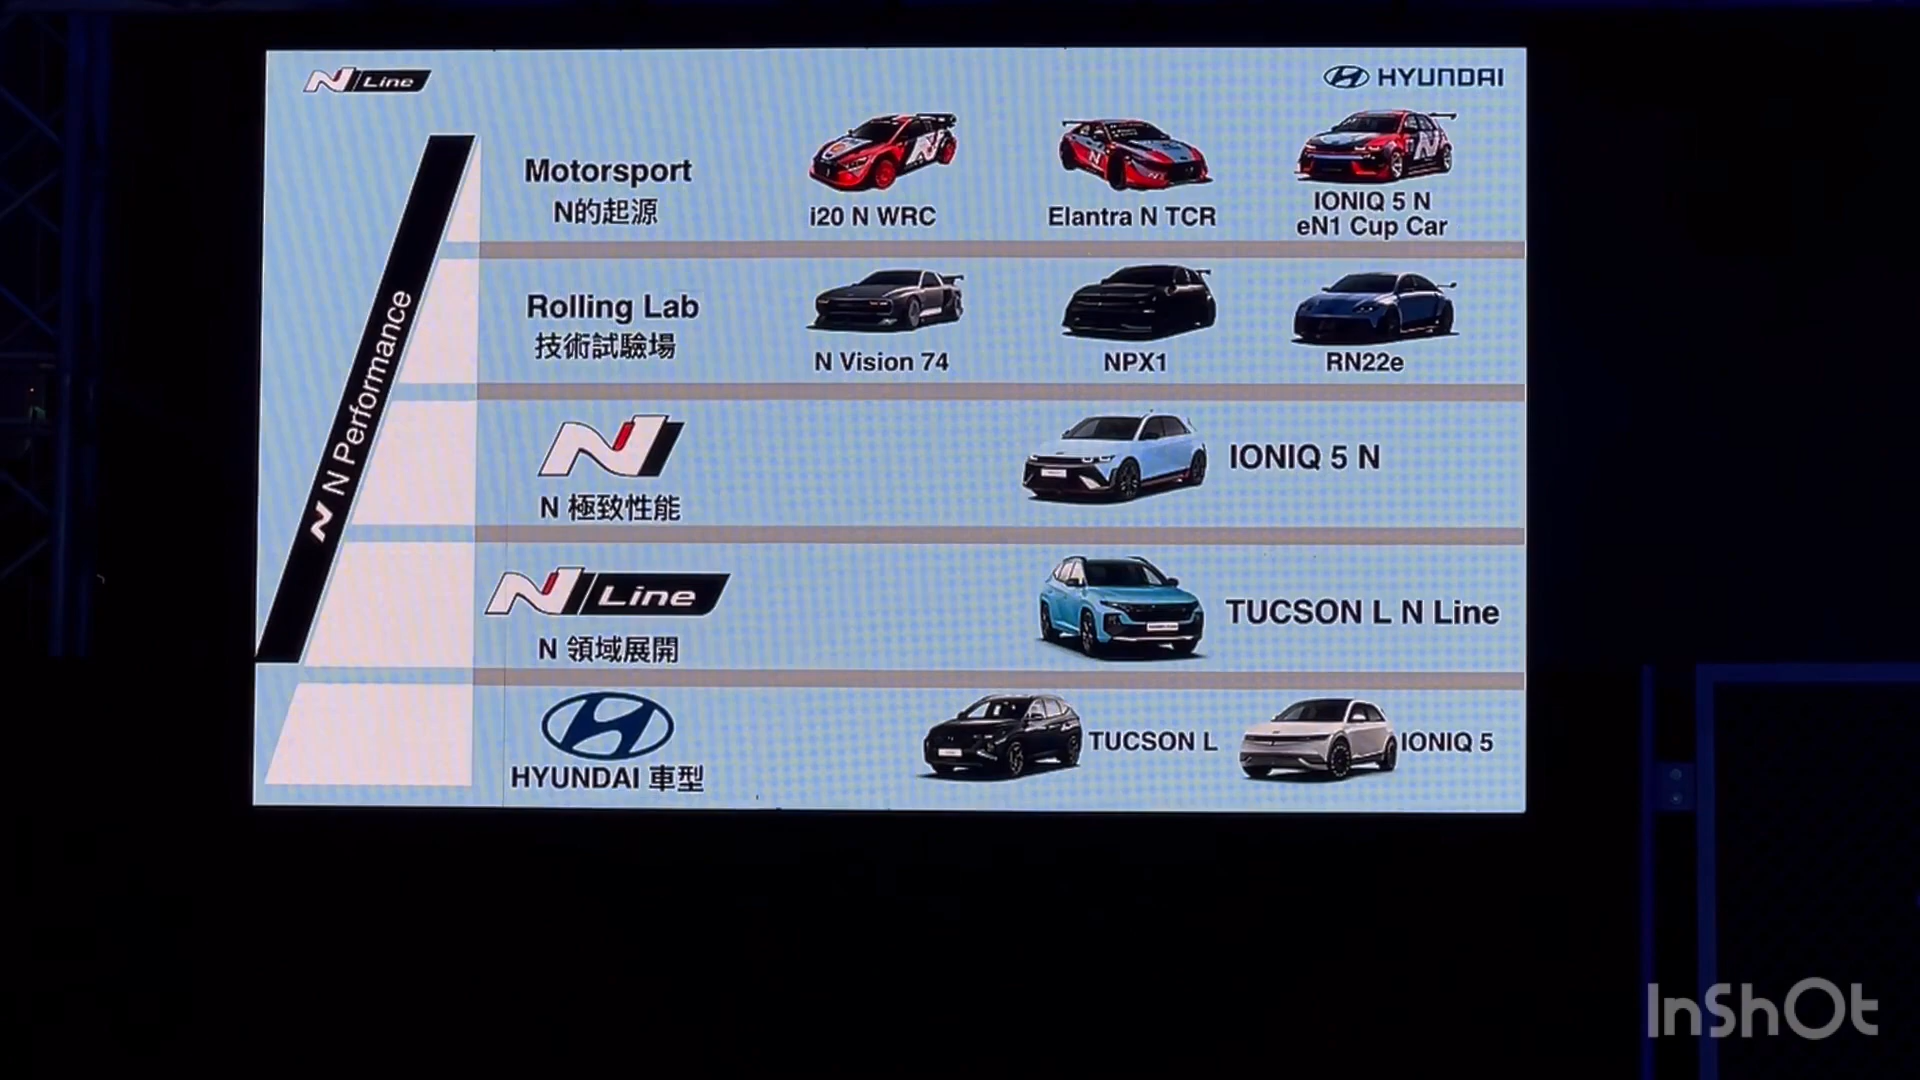 N Line
HYUNDAI
N Performance
Motorsport
N的起源
i20 N WRC
Elantra N TCR
IONIQ 5 N
eN1 Cup Car
Rolling Lab
技術試驗場
N Vision 74
NPX1
RN22e
N
N 極致性能
IONIQ 5 N
N Line
N 領域展開
TUCSON L N Line
HYUNDAI 車型
TUCSON L
IONIQ 5
InShOt